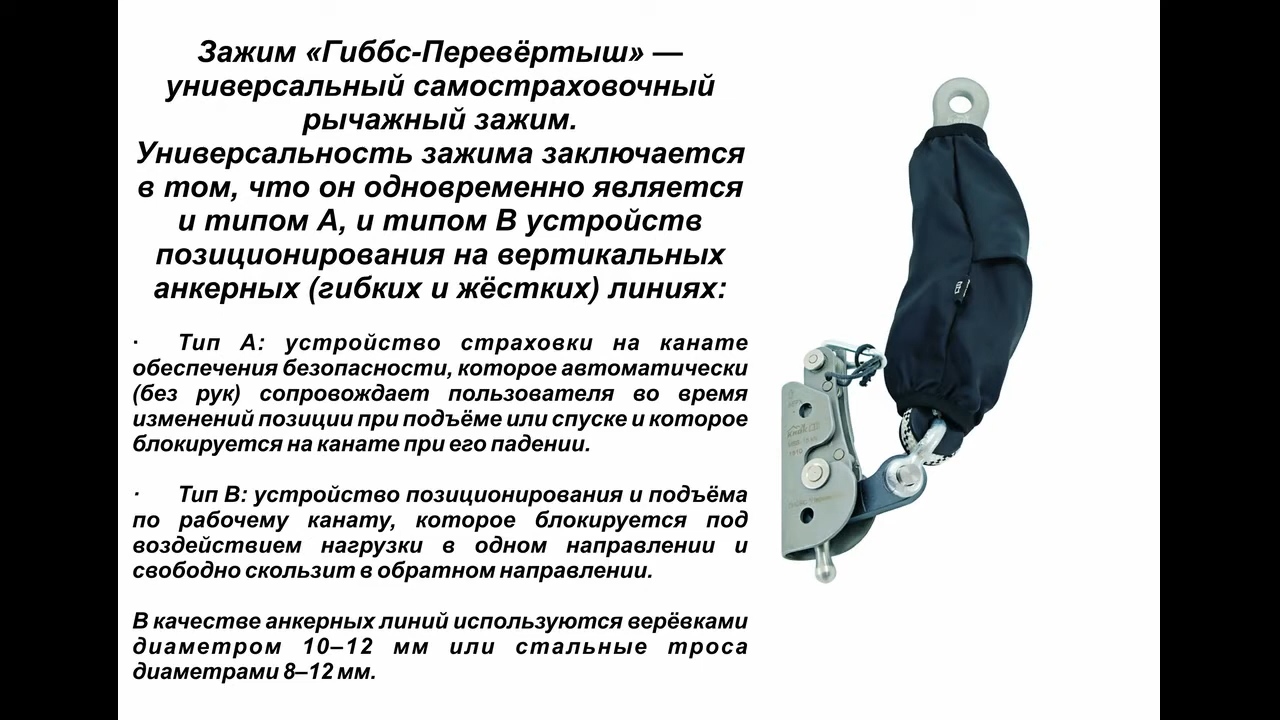 Зажим «Гиббс-Перевёртыш» —
универсальный самостраховочный
рычажный зажим.
Универсальность зажима заключается
в том, что он одновременно является
и типом А, и типом В устройств
позиционирования на вертикальных
анкерных (гибких и жёстких) линиях:
· Тип А: устройство страховки на канате
обеспечения безопасности, которое автоматически
(без рук) сопровождает пользователя во время
изменений позиции при подъёме или спуске и которое
блокируется на канате при его падении.
· Тип В: устройство позиционирования и подъёма
по рабочему канату, которое блокируется под
воздействием нагрузки в одном направлении и
свободно скользит в обратном направлении.
В качестве анкерных линий используются верёвками
диаметром 10–12 мм или стальные троса
диаметрами 8–12 мм.